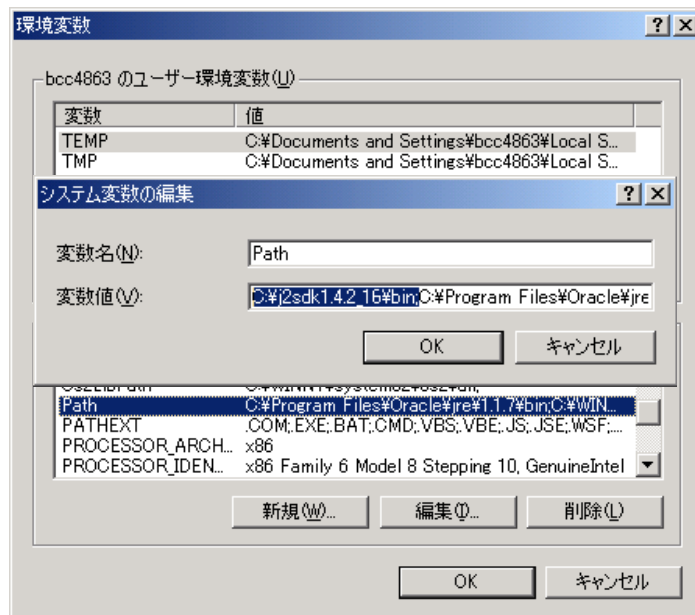 環境変数
bcc4863 のユーザー環境変数(U)
変数 値
TEMP C:¥Documents and Settings¥bcc4863¥Local S...
TMP C:¥Documents and Settings¥bcc4863¥Local S...
システム変数の編集
変数名(N): Path
変数値(V): C:¥j2sdk1.4.2_16¥bin;C:¥Program Files¥Oracle¥jre
OK キャンセル
Path C:¥Program Files¥Oracle¥jre¥1.1.7¥bin;C:¥WIN...
PATHEXT .COM;.EXE;.BAT;.CMD;.VBS;.VBE;.JS;.JSE;.WSF;...
PROCESSOR_ARCH... x86
PROCESSOR_IDEN... x86 Family 6 Model 8 Stepping 10, GenuineIntel
新規(W)... 編集(I)... 削除(L)
OK キャンセル